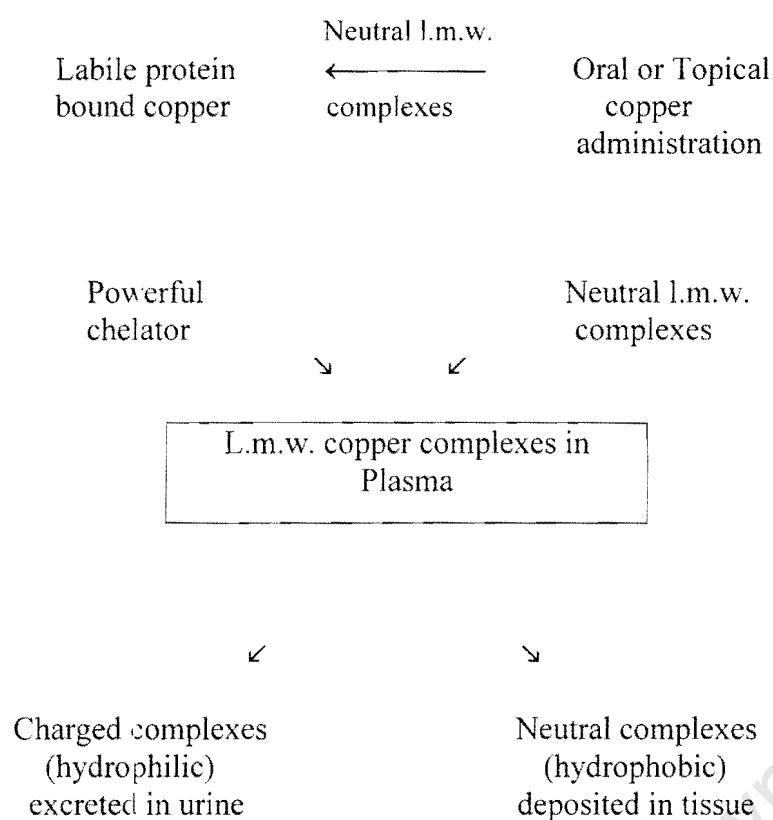 Neutral l.m.w.
Labile protein ← Oral or Topical
bound copper complexes copper
administration
Powerful Neutral l.m.w.
chelator complexes
↘ ↙
L.m.w. copper complexes in
Plasma
↙ ↘
Charged complexes Neutral complexes
(hydrophilic) (hydrophobic)
excreted in urine deposited in tissue